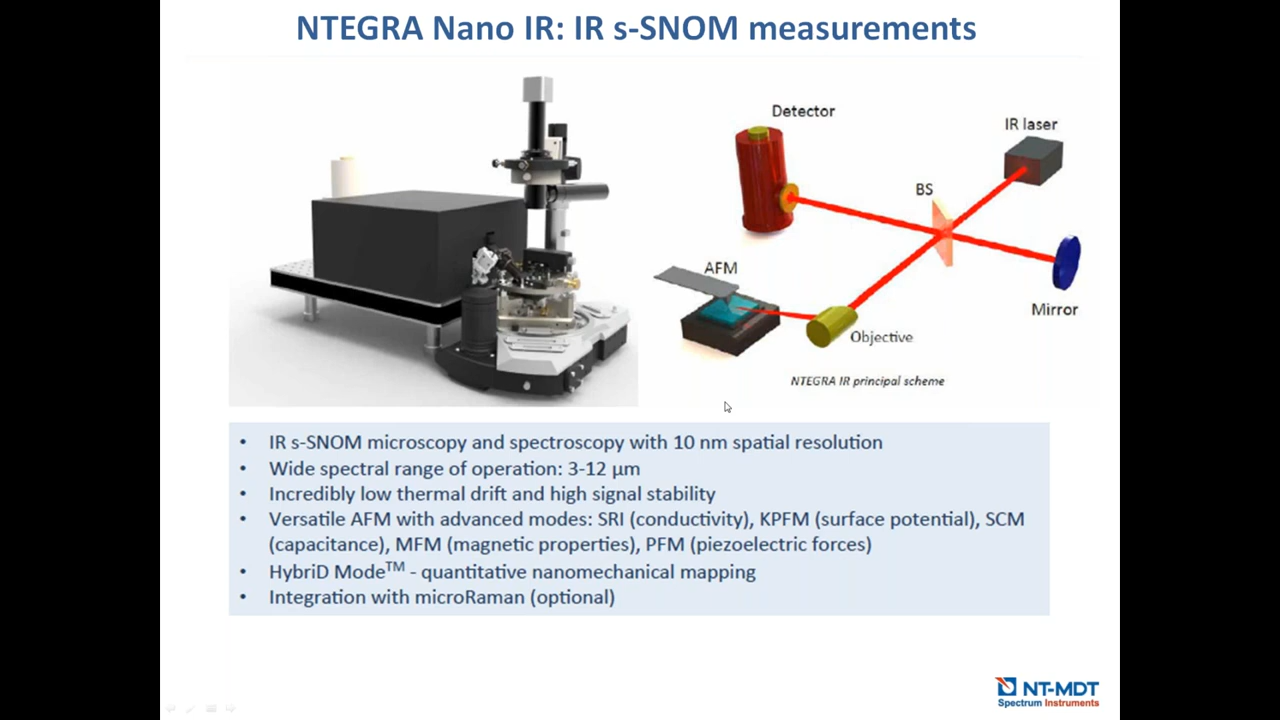 NTEGRA Nano IR: IR s-SNOM measurements
Detector
IR laser
BS
AFM
Mirror
Objective
NTEGRA IR principal scheme
• IR s-SNOM microscopy and spectroscopy with 10 nm spatial resolution
• Wide spectral range of operation: 3-12 μm
• Incredibly low thermal drift and high signal stability
• Versatile AFM with advanced modes: SRI (conductivity), KPFM (surface potential), SCM
(capacitance), MFM (magnetic properties), PFM (piezoelectric forces)
• HybriD Mode™ - quantitative nanomechanical mapping
• Integration with microRaman (optional)
NT-MDT
Spectrum Instruments